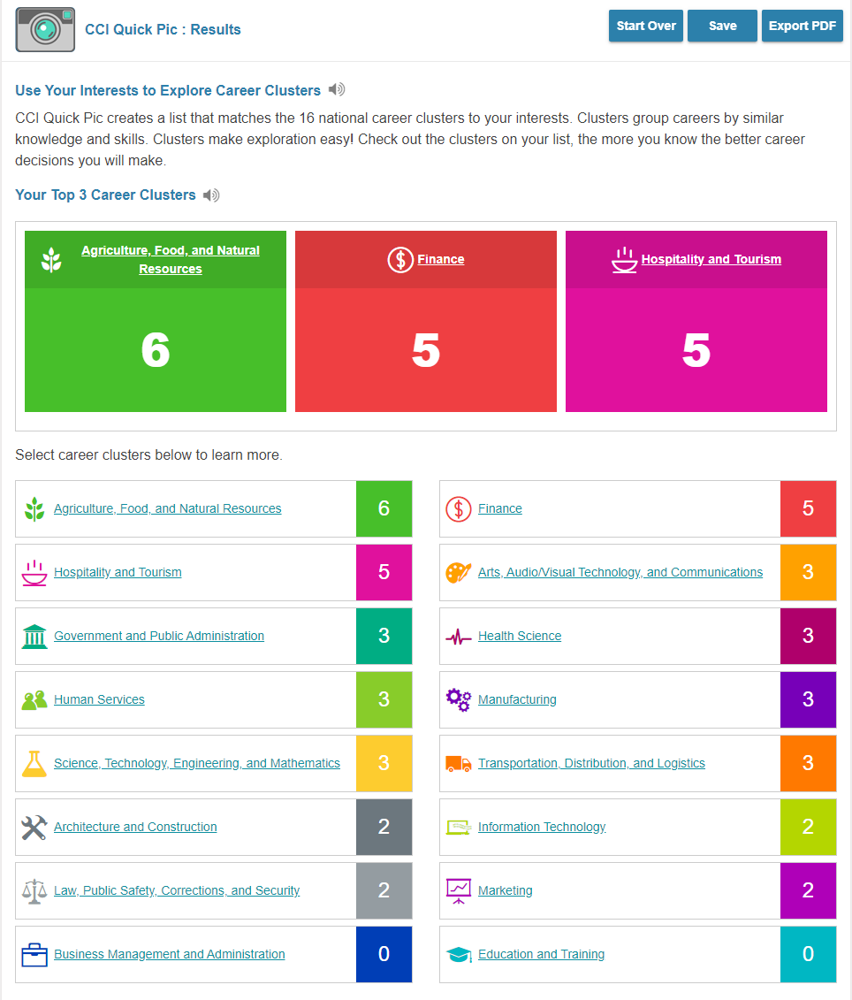 CCI Quick Pic : Results
Start Over
Save
Export PDF
Use Your Interests to Explore Career Clusters
CCI Quick Pic creates a list that matches the 16 national career clusters to your interests. Clusters group careers by similar
knowledge and skills. Clusters make exploration easy! Check out the clusters on your list, the more you know the better career
decisions you will make.
Your Top 3 Career Clusters
Agriculture, Food, and Natural
Resources
6
Finance
5
Hospitality and Tourism
5
Select career clusters below to learn more.
Agriculture, Food, and Natural Resources 6
Finance 5
Hospitality and Tourism 5
Arts, Audio/Visual Technology, and Communications 3
Government and Public Administration 3
Health Science 3
Human Services 3
Manufacturing 3
Science, Technology, Engineering, and Mathematics 3
Transportation, Distribution, and Logistics 3
Architecture and Construction 2
Information Technology 2
Law, Public Safety, Corrections, and Security 2
Marketing 2
Business Management and Administration 0
Education and Training 0